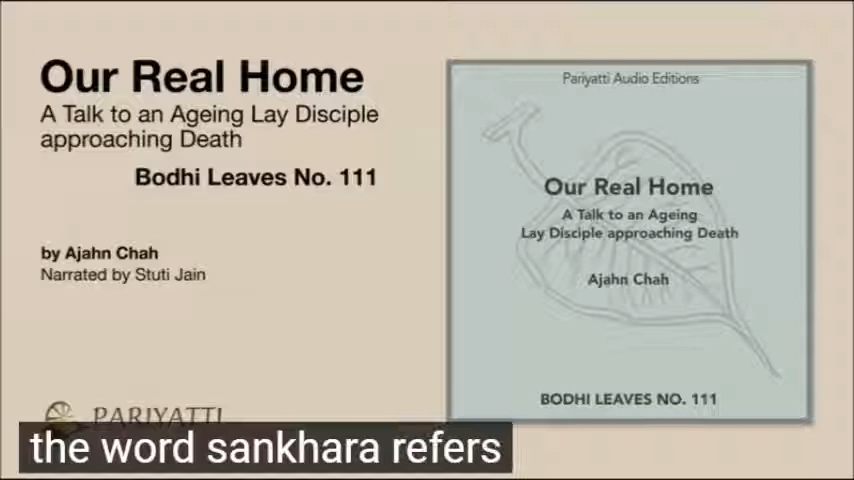 Our Real Home
A Talk to an Ageing Lay Disciple
approaching Death
Bodhi Leaves No. 111
by Ajahn Chah
Narrated by Stuti Jain
PARIYATTI
Pariyatti Audio Editions
Our Real Home
A Talk to an Ageing
Lay Disciple approaching Death
Ajahn Chah
BODHI LEAVES NO. 111
the word sankhara refers